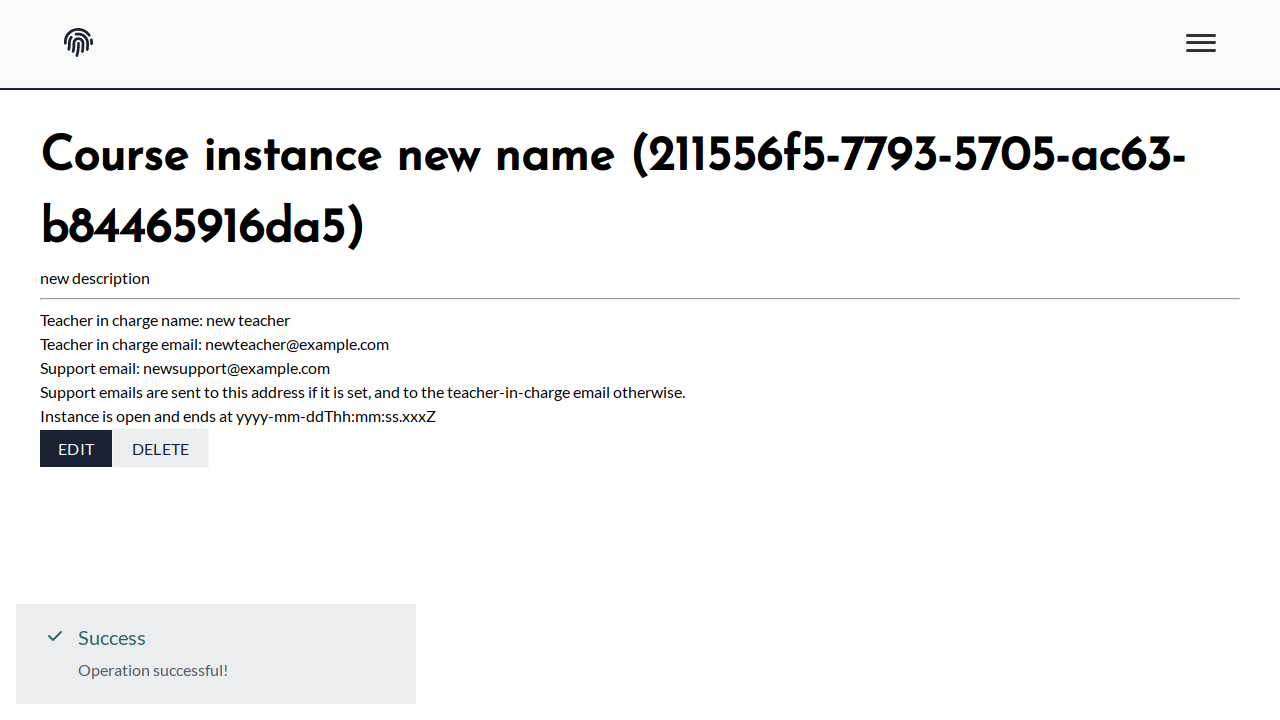 Course instance new name (211556f5-7793-5705-ac63-
b84465916da5)
new description
Teacher in charge name: new teacher
Teacher in charge email: newteacher@example.com
Support email: newsupport@example.com
Support emails are sent to this address if it is set, and to the teacher-in-charge email otherwise.
Instance is open and ends at yyyy-mm-ddThh:mm:ss.xxxZ
EDIT DELETE
Success
Operation successful!